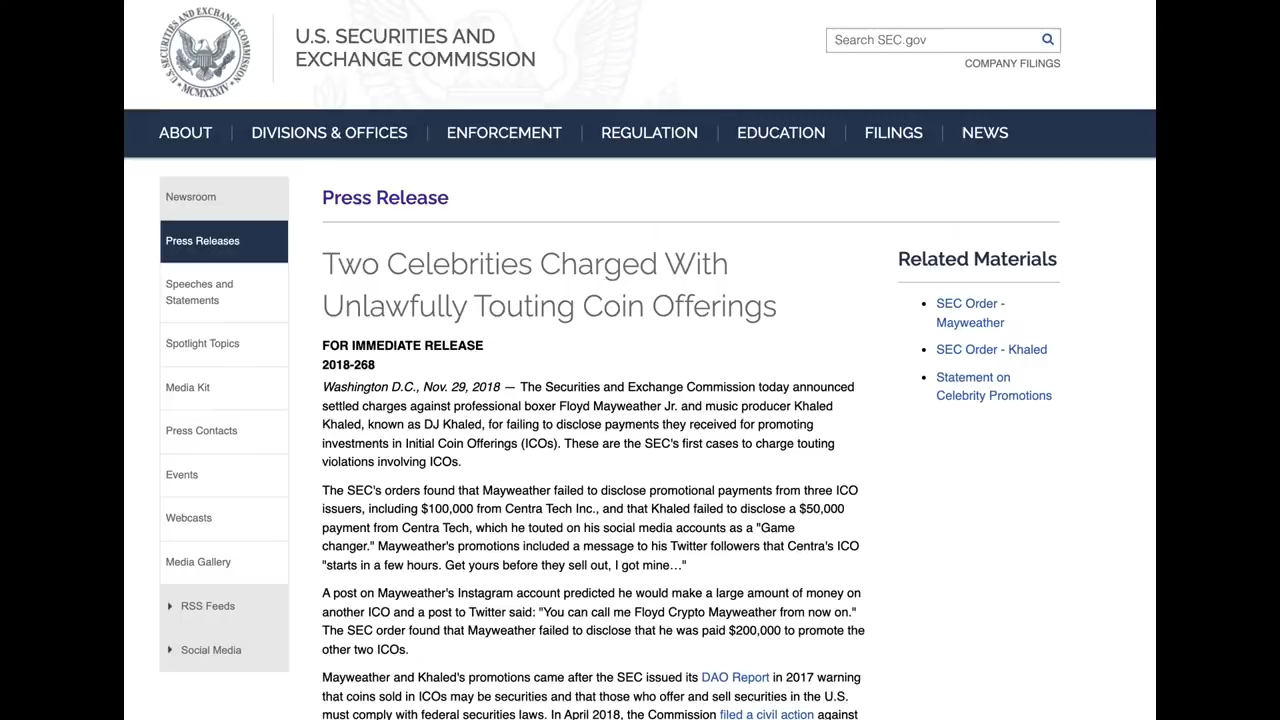 U.S. SECURITIES AND EXCHANGE COMMISSION
MCMXXXIV
U.S. SECURITIES AND
EXCHANGE COMMISSION
Search SEC.gov
COMPANY FILINGS
ABOUT
DIVISIONS & OFFICES
ENFORCEMENT
REGULATION
EDUCATION
FILINGS
NEWS
Newsroom
Press Releases
Speeches and
Statements
Spotlight Topics
Media Kit
Press Contacts
Events
Webcasts
Media Gallery
RSS Feeds
Social Media
Press Release
Two Celebrities Charged With
Unlawfully Touting Coin Offerings
FOR IMMEDIATE RELEASE
2018-268
Washington D.C., Nov. 29, 2018 — The Securities and Exchange Commission today announced
settled charges against professional boxer Floyd Mayweather Jr. and music producer Khaled
Khaled, known as DJ Khaled, for failing to disclose payments they received for promoting
investments in Initial Coin Offerings (ICOs). These are the SEC's first cases to charge touting
violations involving ICOs.
The SEC's orders found that Mayweather failed to disclose promotional payments from three ICO
issuers, including $100,000 from Centra Tech Inc., and that Khaled failed to disclose a $50,000
payment from Centra Tech, which he touted on his social media accounts as a "Game
changer." Mayweather's promotions included a message to his Twitter followers that Centra's ICO
"starts in a few hours. Get yours before they sell out, I got mine…"
A post on Mayweather's Instagram account predicted he would make a large amount of money on
another ICO and a post to Twitter said: "You can call me Floyd Crypto Mayweather from now on."
The SEC order found that Mayweather failed to disclose that he was paid $200,000 to promote the
other two ICOs.
Mayweather and Khaled's promotions came after the SEC issued its DAO Report in 2017 warning
that coins sold in ICOs may be securities and that those who offer and sell securities in the U.S.
must comply with federal securities laws. In April 2018, the Commission filed a civil action against
Related Materials
SEC Order -
Mayweather
SEC Order - Khaled
Statement on
Celebrity Promotions